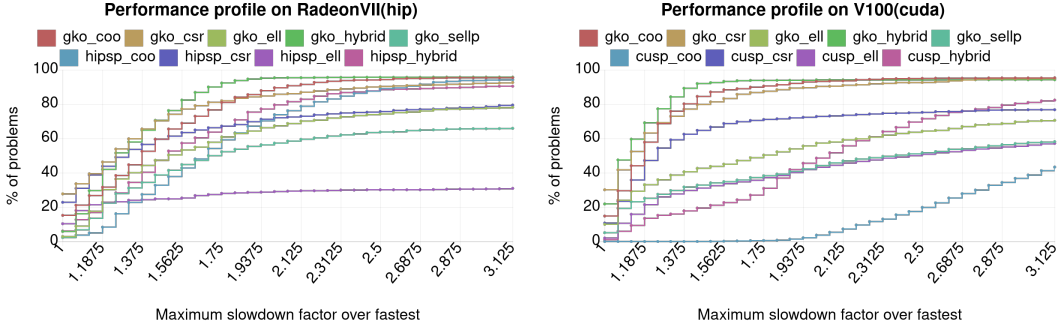 Performance profile on RadeonVII(hip)
gko_coo gko_csr gko_ell gko_hybrid gko_sellp
hipsp_coo hipsp_csr hipsp_ell hipsp_hybrid
% of problems
100
80
60
40
20
0
1 1.1875 1.375 1.5625 1.75 1.9375 2.125 2.3125 2.5 2.6875 2.875 3.125
Maximum slowdown factor over fastest
Performance profile on V100(cuda)
gko_coo gko_csr gko_ell gko_hybrid gko_sellp
cusp_coo cusp_csr cusp_ell cusp_hybrid
% of problems
100
80
60
40
20
0
1 1.1875 1.375 1.5625 1.75 1.9375 2.125 2.3125 2.5 2.6875 2.875 3.125
Maximum slowdown factor over fastest